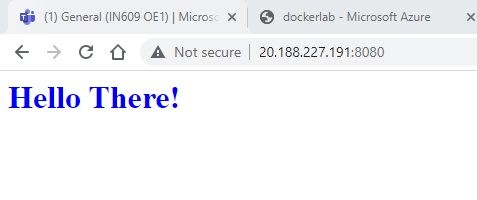 (1) General (IN609 OE1) | Microso
dockerlab - Microsoft Azure
Not secure
20.188.227.191:8080
Hello There!